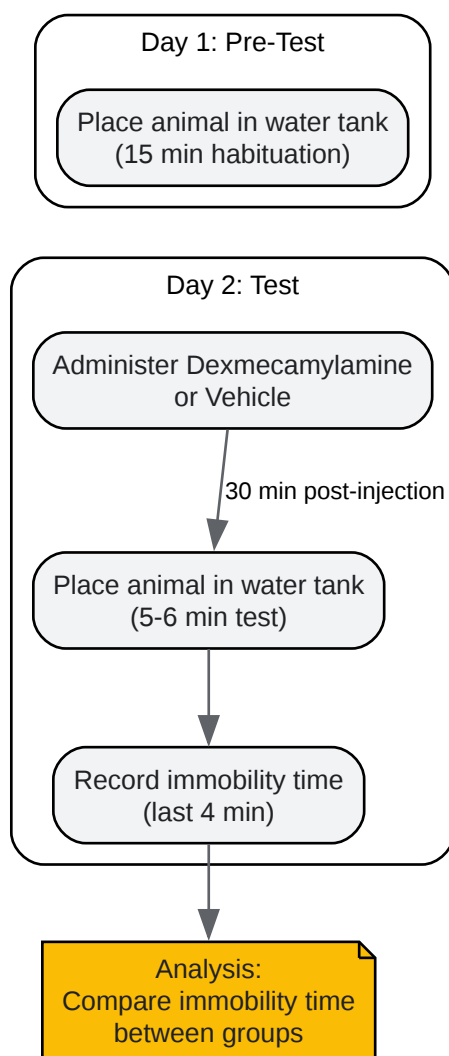 Day 1: Pre-Test
Place animal in water tank
(15 min habituation)
Day 2: Test
Administer Dexmecamylamine
or Vehicle
30 min post-injection
Place animal in water tank
(5-6 min test)
Record immobility time
(last 4 min)
Analysis:
Compare immobility time
between groups